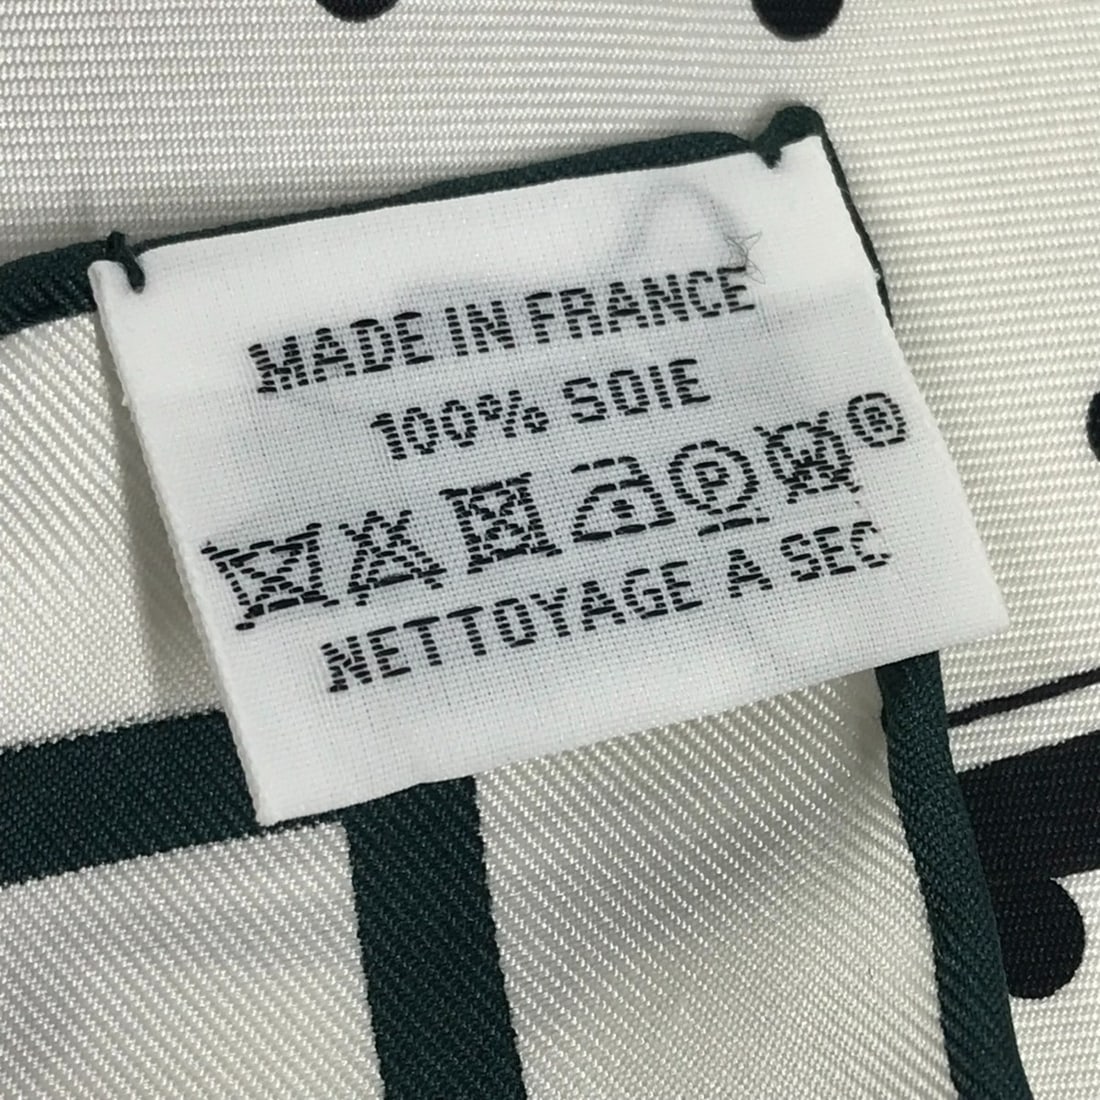 MADE IN FRANCE
100% SOIE
P W ®
NETTOYAGE A SEC